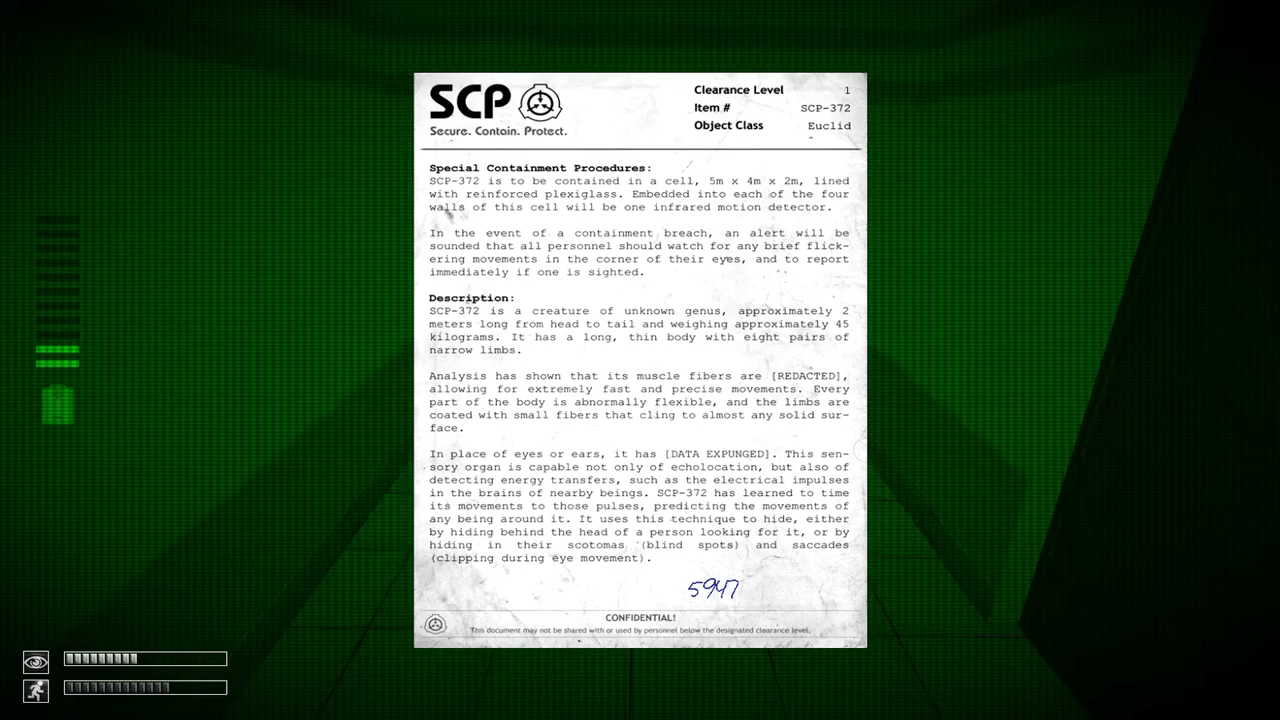 SCP
Secure. Contain. Protect.
Clearance Level 1
Item # SCP-372
Object Class Euclid
Special Containment Procedures:
SCP-372 is to be contained in a cell, 5m x 4m x 2m, lined
with reinforced plexiglass. Embedded into each of the four
walls of this cell will be one infrared motion detector.
In the event of a containment breach, an alert will be
sounded that all personnel should watch for any brief flick-
ering movements in the corner of their eyes, and to report
immediately if one is sighted.
Description:
SCP-372 is a creature of unknown genus, approximately 2
meters long from head to tail and weighing approximately 45
kilograms. It has a long, thin body with eight pairs of
narrow limbs.
Analysis has shown that its muscle fibers are [REDACTED],
allowing for extremely fast and precise movements. Every
part of the body is abnormally flexible, and the limbs are
coated with small fibers that cling to almost any solid sur-
face.
In place of eyes or ears, it has [DATA EXPUNGED]. This sen-
sory organ is capable not only of echolocation, but also of
detecting energy transfers, such as the electrical impulses
in the brains of nearby beings. SCP-372 has learned to time
its movements to those pulses, predicting the movements of
any being around it. It uses this technique to hide, either
by hiding behind the head of a person looking for it, or by
hiding in their scotomas (blind spots) and saccades
(clipping during eye movement).
5947
CONFIDENTIAL!
This document may not be shared with or used by personnel below the designated clearance level.